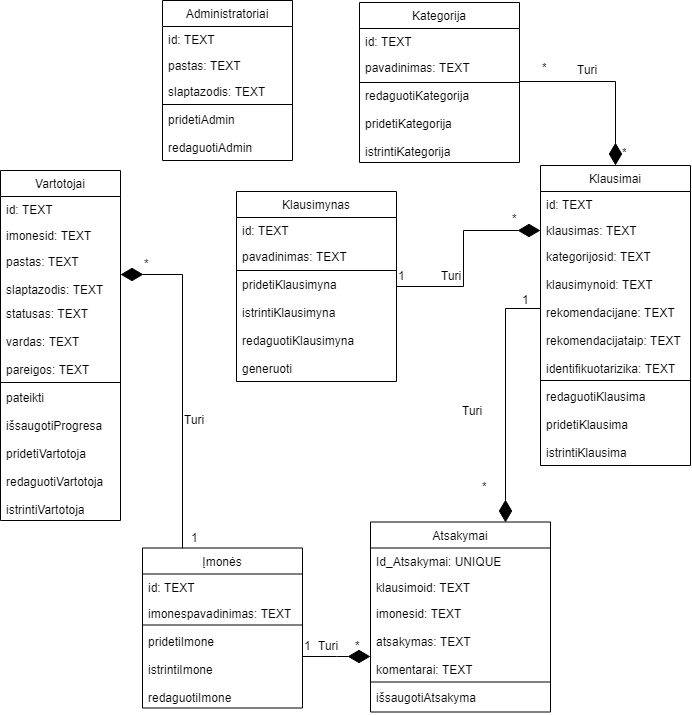 Administratoriai
id: TEXT
pastas: TEXT
slaptazodis: TEXT
pridetiAdmin
redaguotiAdmin
Kategorija
id: TEXT
pavadinimas: TEXT
redaguotiKategorija
pridetiKategorija
istrintiKategorija
*
Turi
*
Vartotojai
id: TEXT
imonesid: TEXT
pastas: TEXT
slaptazodis: TEXT
statusas: TEXT
vardas: TEXT
pareigos: TEXT
pateikti
išsaugotiProgresa
pridetiVartotoja
redaguotiVartotoja
istrintiVartotoja
*
Turi
1
Klausimynas
id: TEXT
pavadinimas: TEXT
pridetiKlausimyna
istrintiKlausimyna
redaguotiKlausimyna
generuoti
1
Turi
*
Klausimai
id: TEXT
klausimas: TEXT
kategorijosid: TEXT
klausimynoid: TEXT
rekomendacijane: TEXT
rekomendacijataip: TEXT
identifikuotarizika: TEXT
redaguotiKlausima
pridetiKlausima
istrintiKlausima
1
Turi
*
Įmonės
id: TEXT
imonespavadinimas: TEXT
pridetiImone
istrintiImone
redaguotiImone
1 Turi *
Atsakymai
Id_Atsakymai: UNIQUE
klausimoid: TEXT
imonesid: TEXT
atsakymas: TEXT
komentarai: TEXT
išsaugotiAtsakyma